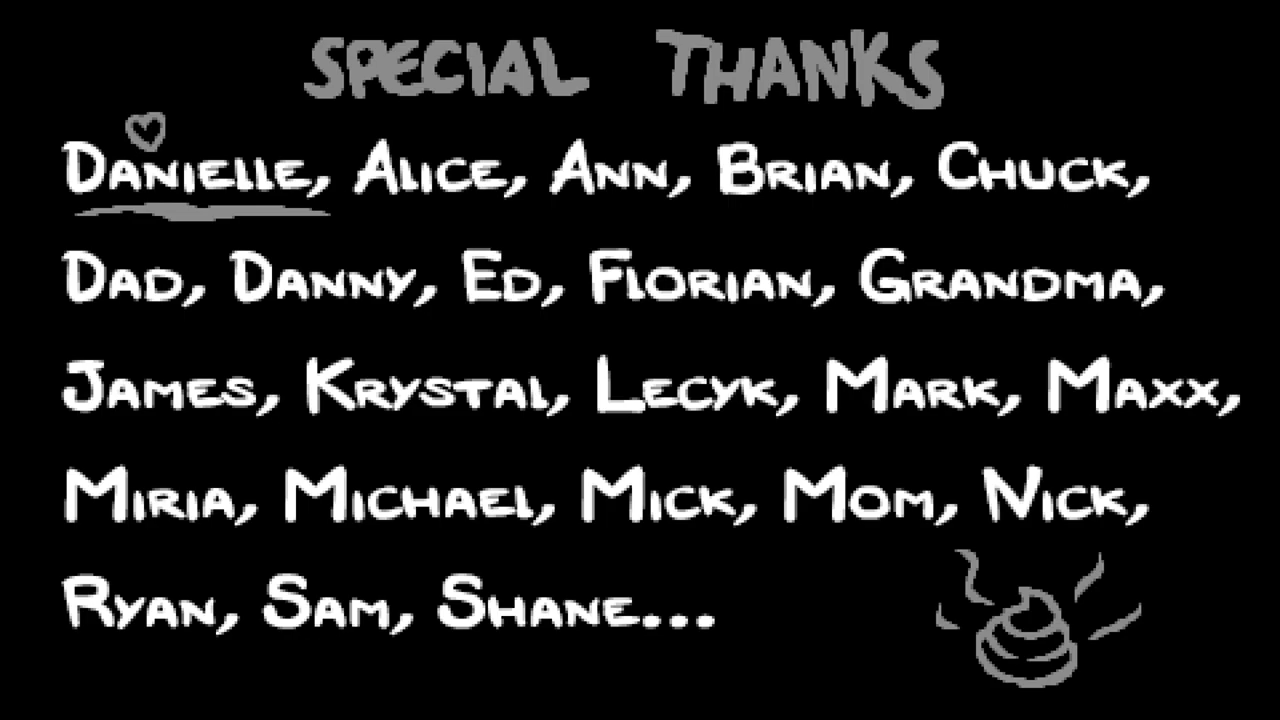 SPECIAL THANKS
DANIELLE, ALICE, ANN, BRIAN, CHUCK,
DAD, DANNY, ED, FLORIAN, GRANDMA,
JAMES, KRYSTAL, LECYK, MARK, MAXX,
MIRIA, MICHAEL, MICK, MOM, NICK,
RYAN, SAM, SHANE...